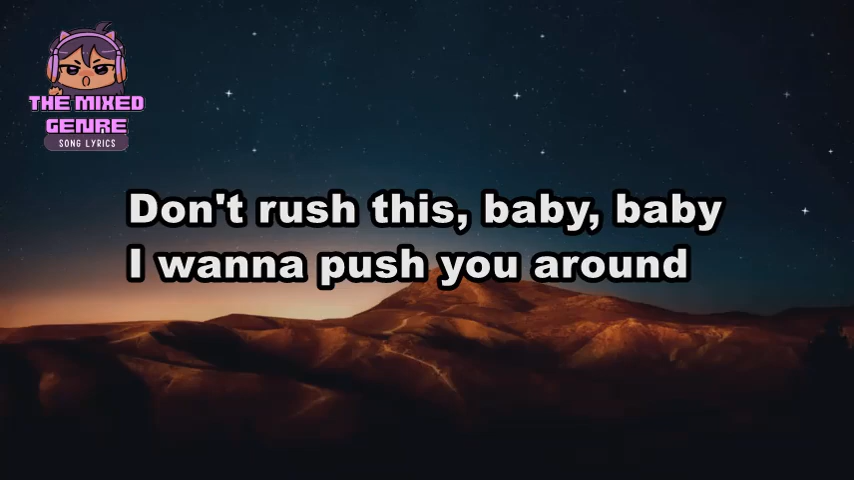 THE MIXED
GENRE
SONG LYRICS
Don't rush this, baby, baby
I wanna push you around